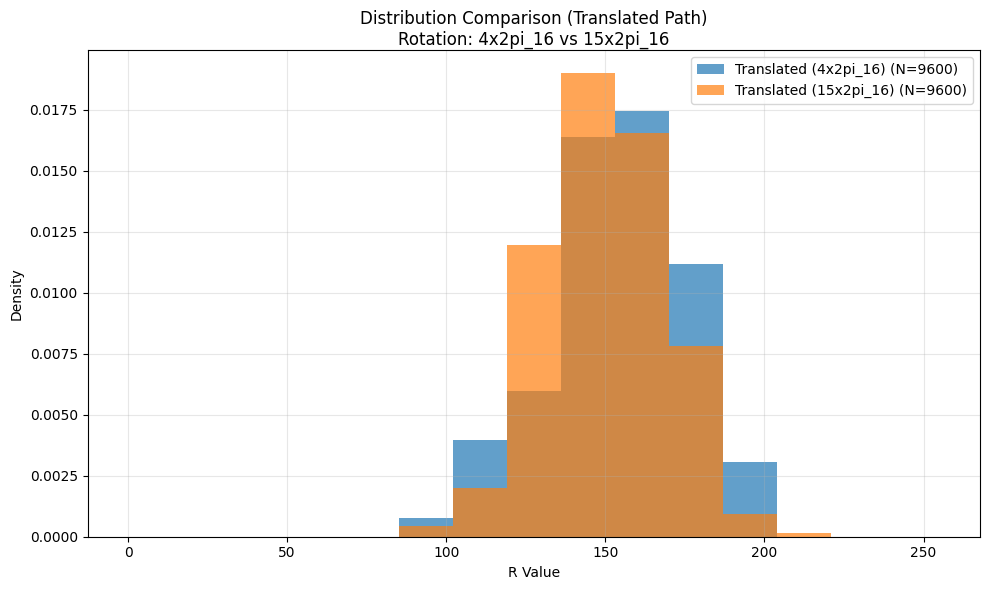 Distribution Comparison (Translated Path)
Rotation: 4x2pi_16 vs 15x2pi_16
Translated (4x2pi_16) (N=9600)
Translated (15x2pi_16) (N=9600)
Density
0.0175
0.0150
0.0125
0.0100
0.0075
0.0050
0.0025
0.0000
0 50 100 150 200 250
R Value